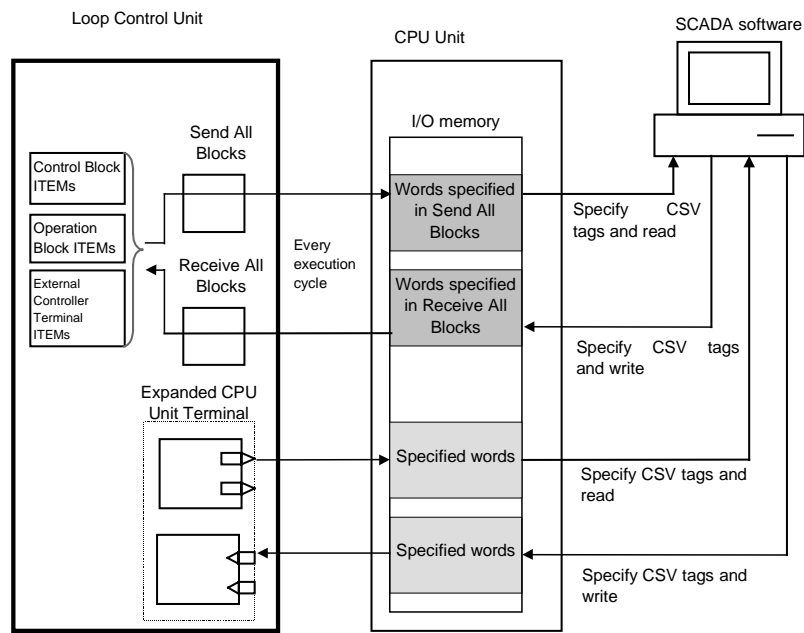 Loop Control Unit
CPU Unit
SCADA software
I/O memory
Send All
Blocks
Control Block
ITEMs
Operation
Block ITEMs
External
Controller
Terminal
ITEMs
Receive All
Blocks
Every
execution
cycle
Words specified
in Send All
Blocks
Specify CSV
tags and read
Words specified
in Receive All
Blocks
Specify CSV tags
and write
Expanded CPU
Unit Terminal
Specified words
Specify CSV tags and
read
Specified words
Specify CSV tags and
write